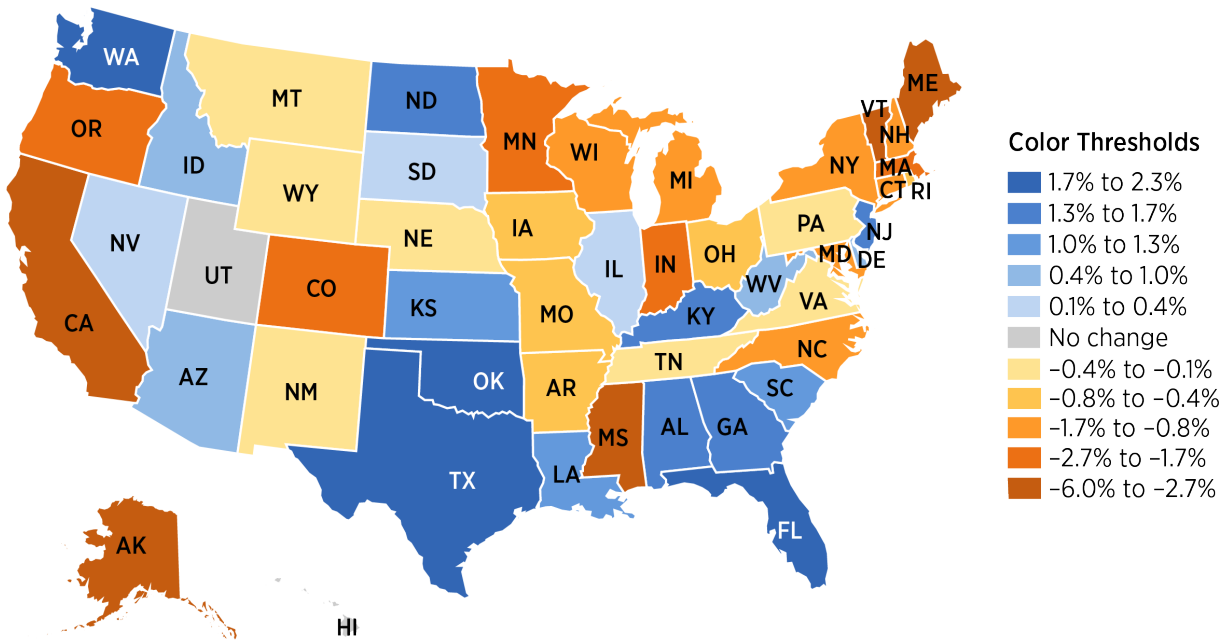 WA
MT
ND
MN
OR
ID
WY
SD
WI
MI
NY
VT
NH
ME
MA
CT RI
NV
UT
CO
NE
IA
IL
IN
OH
PA
NJ
MD DE
WV
VA
CA
KS
MO
KY
NC
TN
SC
AZ
NM
OK
AR
MS
AL
GA
TX
LA
FL
AK
HI
Color Thresholds
1.7% to 2.3%
1.3% to 1.7%
1.0% to 1.3%
0.4% to 1.0%
0.1% to 0.4%
No change
−0.4% to −0.1%
−0.8% to −0.4%
−1.7% to −0.8%
−2.7% to −1.7%
−6.0% to −2.7%